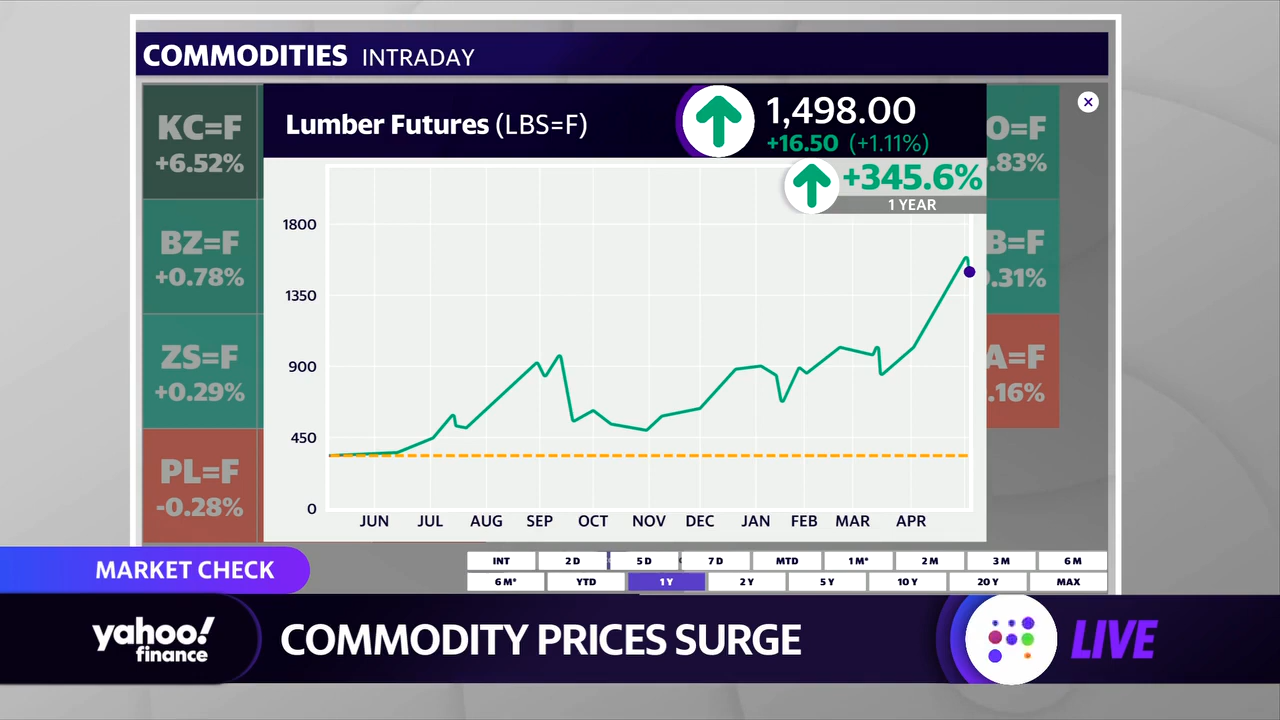 COMMODITIES INTRADAY
KC=F
+6.52%
BZ=F
+0.78%
ZS=F
+0.29%
PL=F
-0.28%
Lumber Futures (LBS=F)
1,498.00
+16.50 (+1.11%)
+345.6%
1 YEAR
1800
1350
900
450
0
JUN JUL AUG SEP OCT NOV DEC JAN FEB MAR APR
O=F
.83%
B=F
.31%
A=F
.16%
INT 2 D 5 D 7 D MTD 1 M* 2 M 3 M 6 M
6 M* YTD 1 Y 2 Y 5 Y 10 Y 20 Y MAX
MARKET CHECK
yahoo!
finance
COMMODITY PRICES SURGE
LIVE